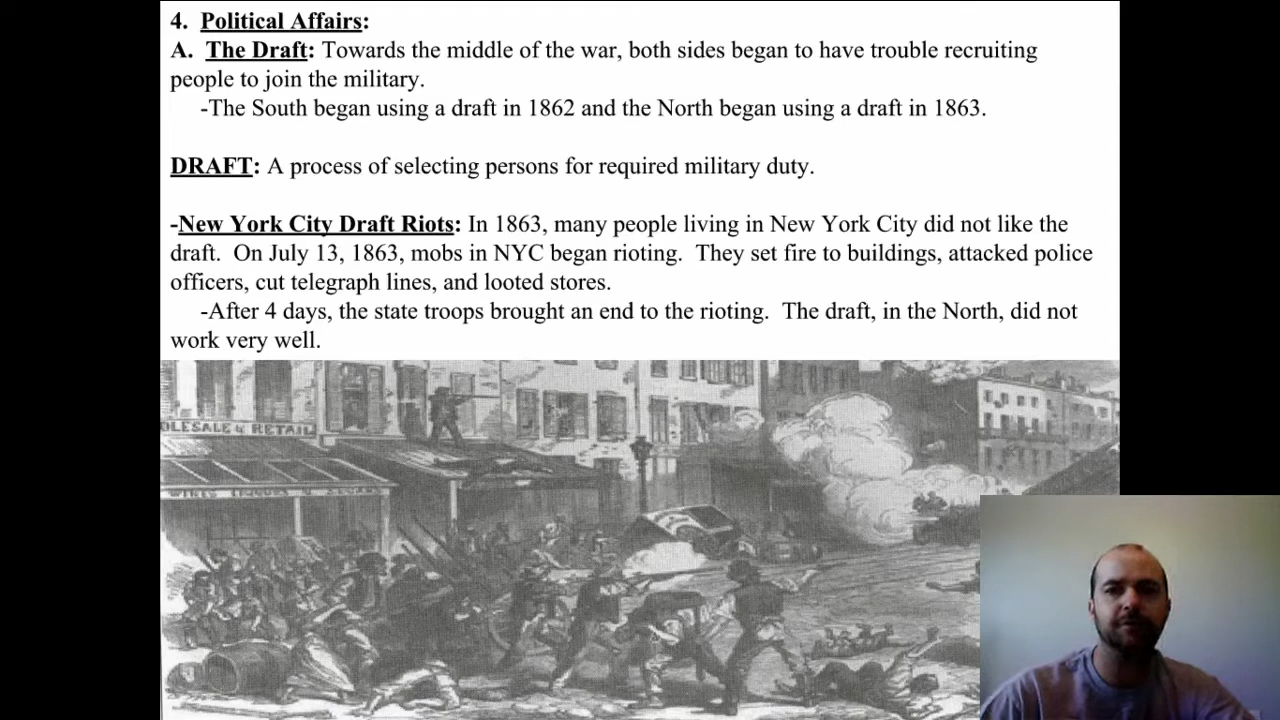 4. Political Affairs:
A. The Draft: Towards the middle of the war, both sides began to have trouble recruiting
people to join the military.
-The South began using a draft in 1862 and the North began using a draft in 1863.
DRAFT: A process of selecting persons for required military duty.
-New York City Draft Riots: In 1863, many people living in New York City did not like the
draft. On July 13, 1863, mobs in NYC began rioting. They set fire to buildings, attacked police
officers, cut telegraph lines, and looted stores.
-After 4 days, the state troops brought an end to the rioting. The draft, in the North, did not
work very well.
OLESALE & RETAIL